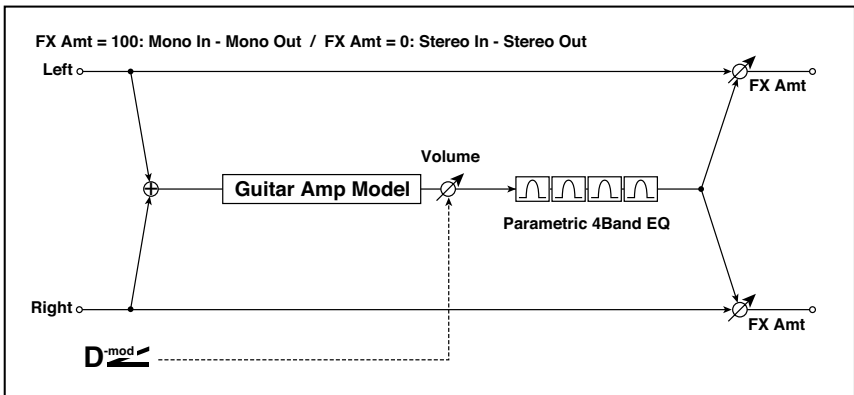 FX Amt = 100: Mono In - Mono Out / FX Amt = 0: Stereo In - Stereo Out
Left
FX Amt
Volume
Guitar Amp Model
Parametric 4Band EQ
Right
FX Amt
D-mod